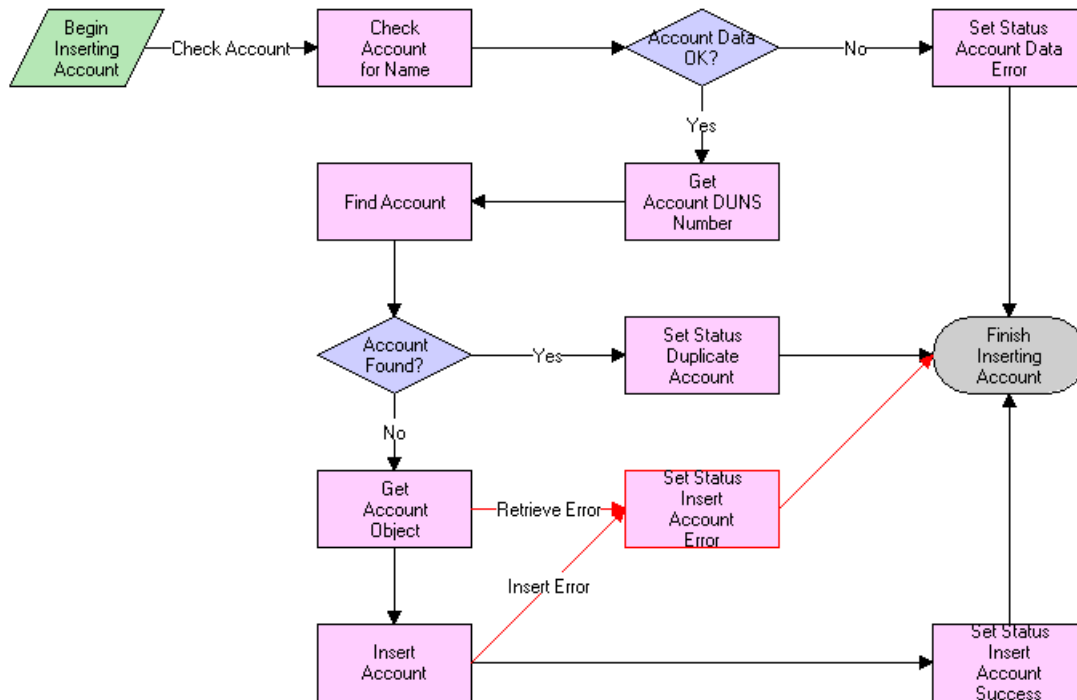 Begin
Inserting
Account
Check Account
Check
Account
for Name
Account Data
OK?
No
Set Status
Account Data
Error
Yes
Get
Account DUNS
Number
Find Account
Account
Found?
Yes
Set Status
Duplicate
Account
Finish
Inserting
Account
No
Get
Account
Object
Retrieve Error
Set Status
Insert
Account
Error
Insert Error
Insert
Account
Set Status
Insert
Account
Success